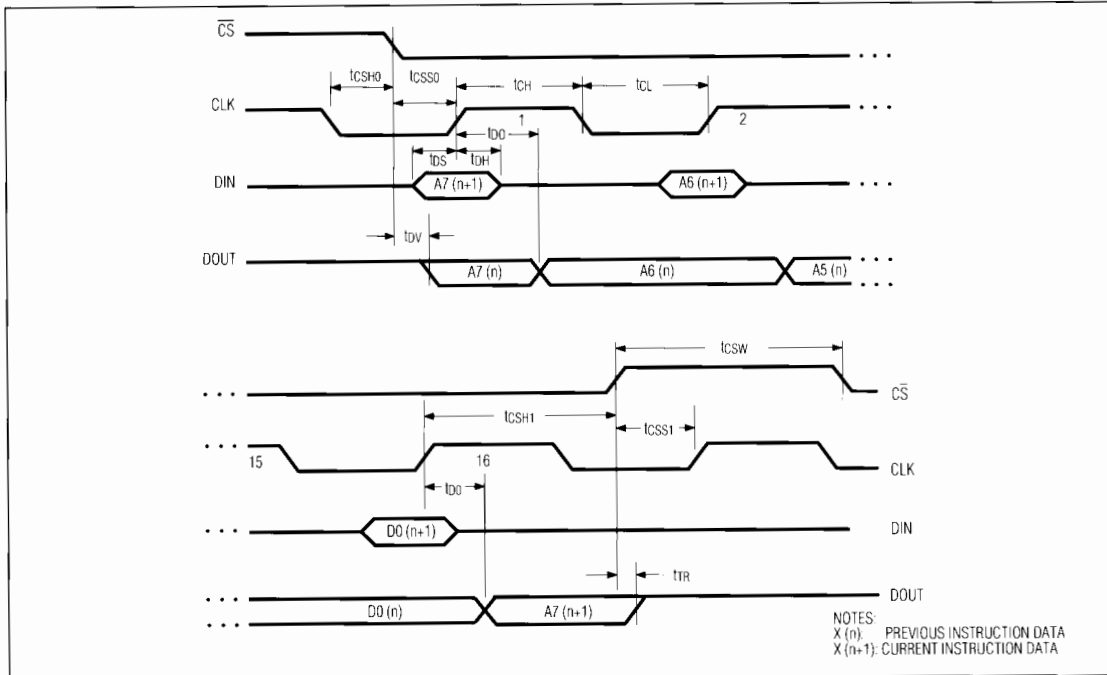 CS
tCSH0 tCSS0 tCH tCL
CLK
1 2
tDO
tDS tDH
DIN A7 (n+1) A6 (n+1)
tDV
DOUT A7 (n) A6 (n) A5 (n)
tCSW
CS
tCSH1 tCSS1
15 16 CLK
tDO
D0 (n+1) DIN
tTR
D0 (n) A7 (n+1) DOUT
NOTES:
X (n): PREVIOUS INSTRUCTION DATA
X (n+1): CURRENT INSTRUCTION DATA